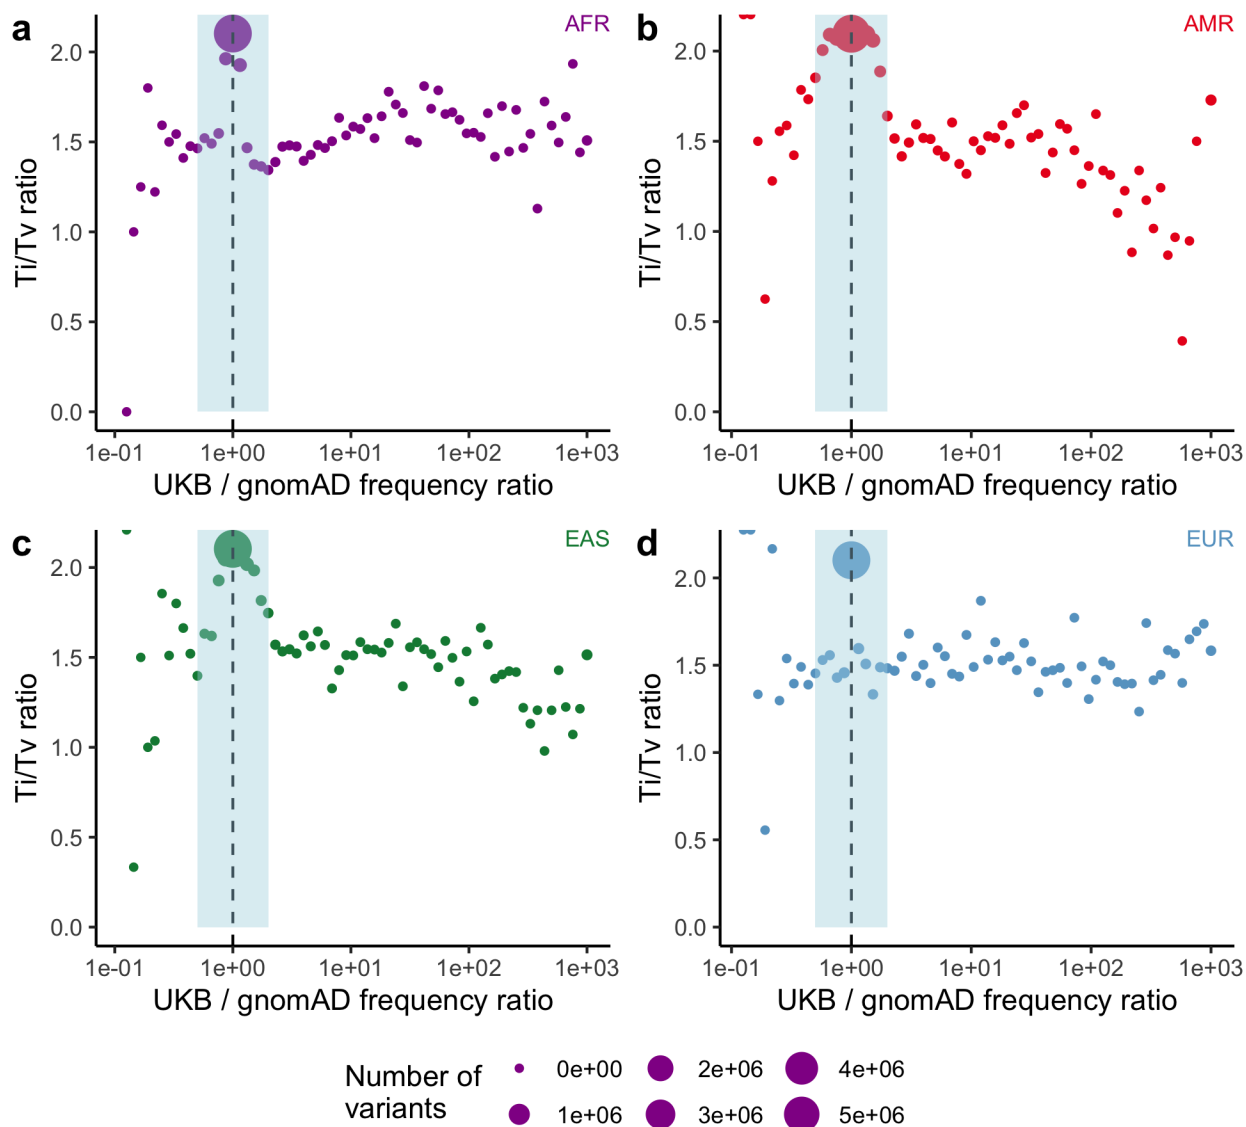 a
AFR
2.0
1.5
1.0
0.5
0.0
Ti/Tv ratio
1e-01 1e+00 1e+01 1e+02 1e+03
UKB / gnomAD frequency ratio
b
AMR
2.0
1.5
1.0
0.5
0.0
Ti/Tv ratio
1e-01 1e+00 1e+01 1e+02 1e+03
UKB / gnomAD frequency ratio
c
EAS
2.0
1.5
1.0
0.5
0.0
Ti/Tv ratio
1e-01 1e+00 1e+01 1e+02 1e+03
UKB / gnomAD frequency ratio
d
EUR
2.0
1.5
1.0
0.5
0.0
Ti/Tv ratio
1e-01 1e+00 1e+01 1e+02 1e+03
UKB / gnomAD frequency ratio
Number of
variants
0e+00 2e+06 4e+06
1e+06 3e+06 5e+06